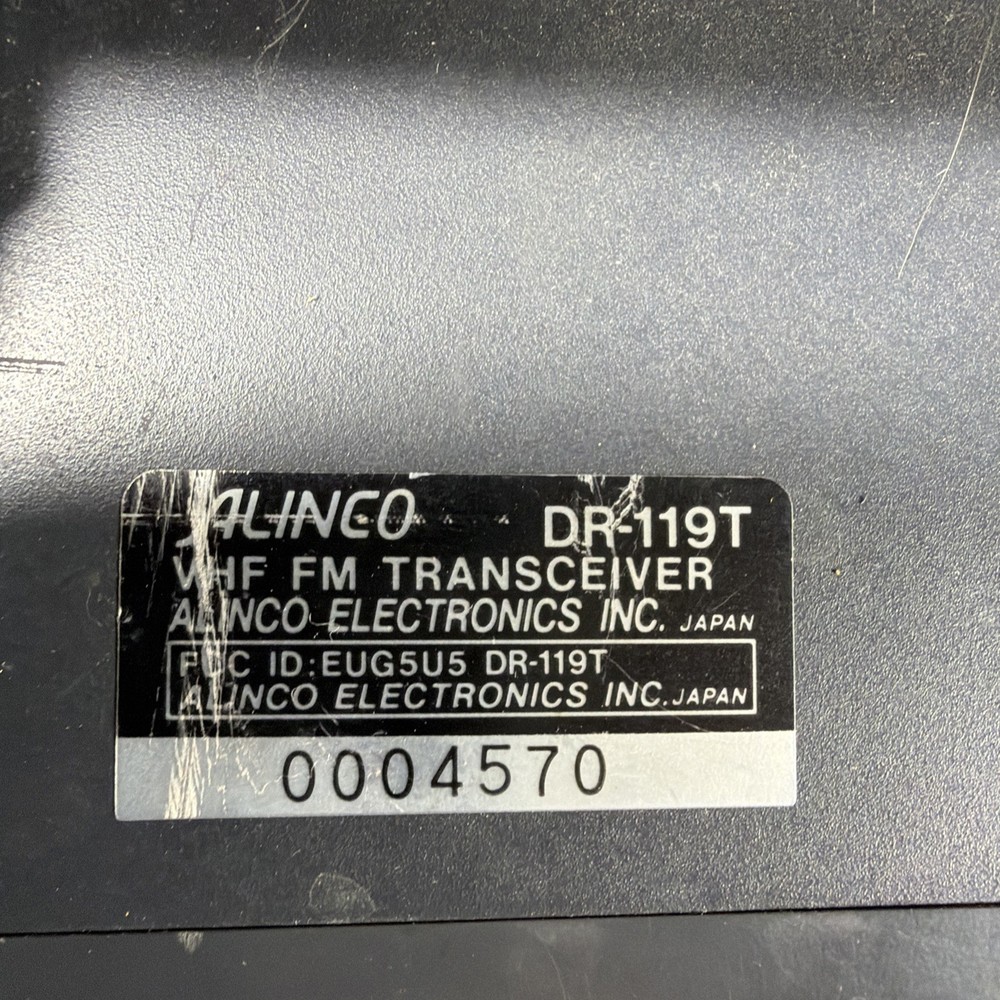 ALINCO DR-119T
VHF FM TRANSCEIVER
ALINCO ELECTRONICS INC. JAPAN
FCC ID:EUG5U5 DR-119T
ALINCO ELECTRONICS INC. JAPAN
0004570